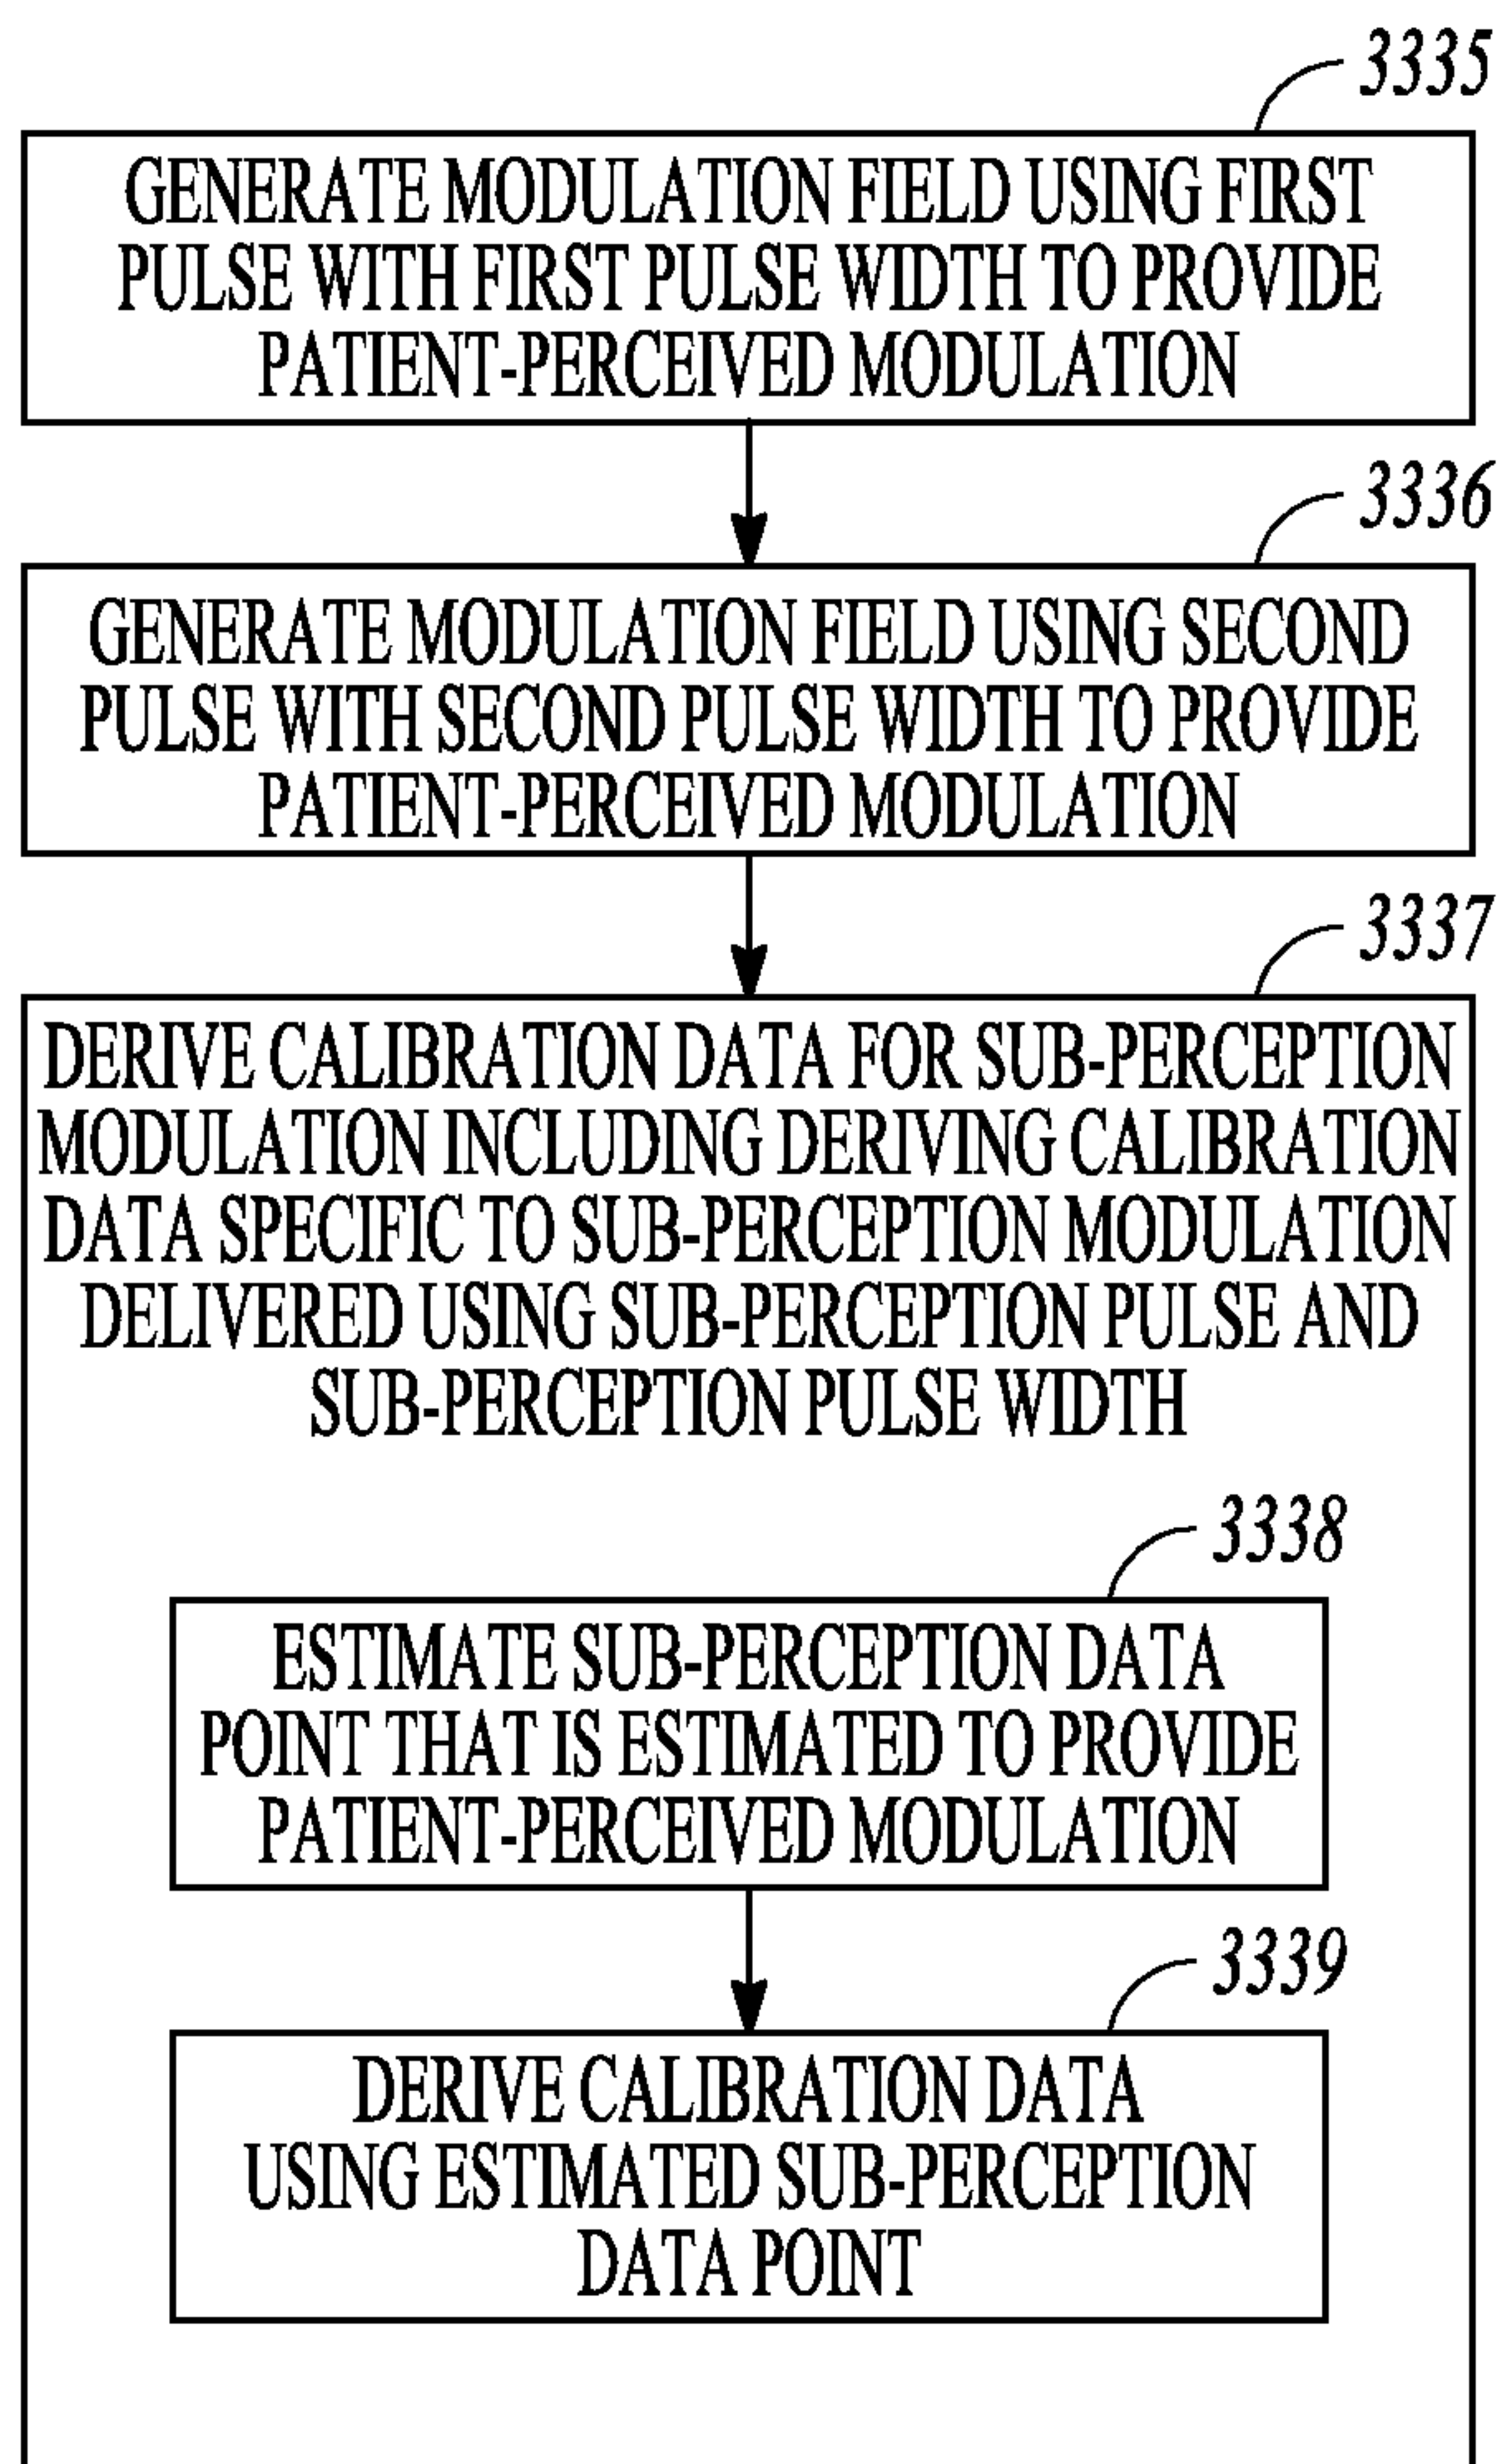 3335
GENERATE MODULATION FIELD USING FIRST
PULSE WITH FIRST PULSE WIDTH TO PROVIDE
PATIENT-PERCEIVED MODULATION
3336
GENERATE MODULATION FIELD USING SECOND
PULSE WITH SECOND PULSE WIDTH TO PROVIDE
PATIENT-PERCEIVED MODULATION
3337
DERIVE CALIBRATION DATA FOR SUB-PERCEPTION
MODULATION INCLUDING DERIVING CALIBRATION
DATA SPECIFIC TO SUB-PERCEPTION MODULATION
DELIVERED USING SUB-PERCEPTION PULSE AND
SUB-PERCEPTION PULSE WIDTH
3338
ESTIMATE SUB-PERCEPTION DATA
POINT THAT IS ESTIMATED TO PROVIDE
PATIENT-PERCEIVED MODULATION
3339
DERIVE CALIBRATION DATA
USING ESTIMATED SUB-PERCEPTION
DATA POINT